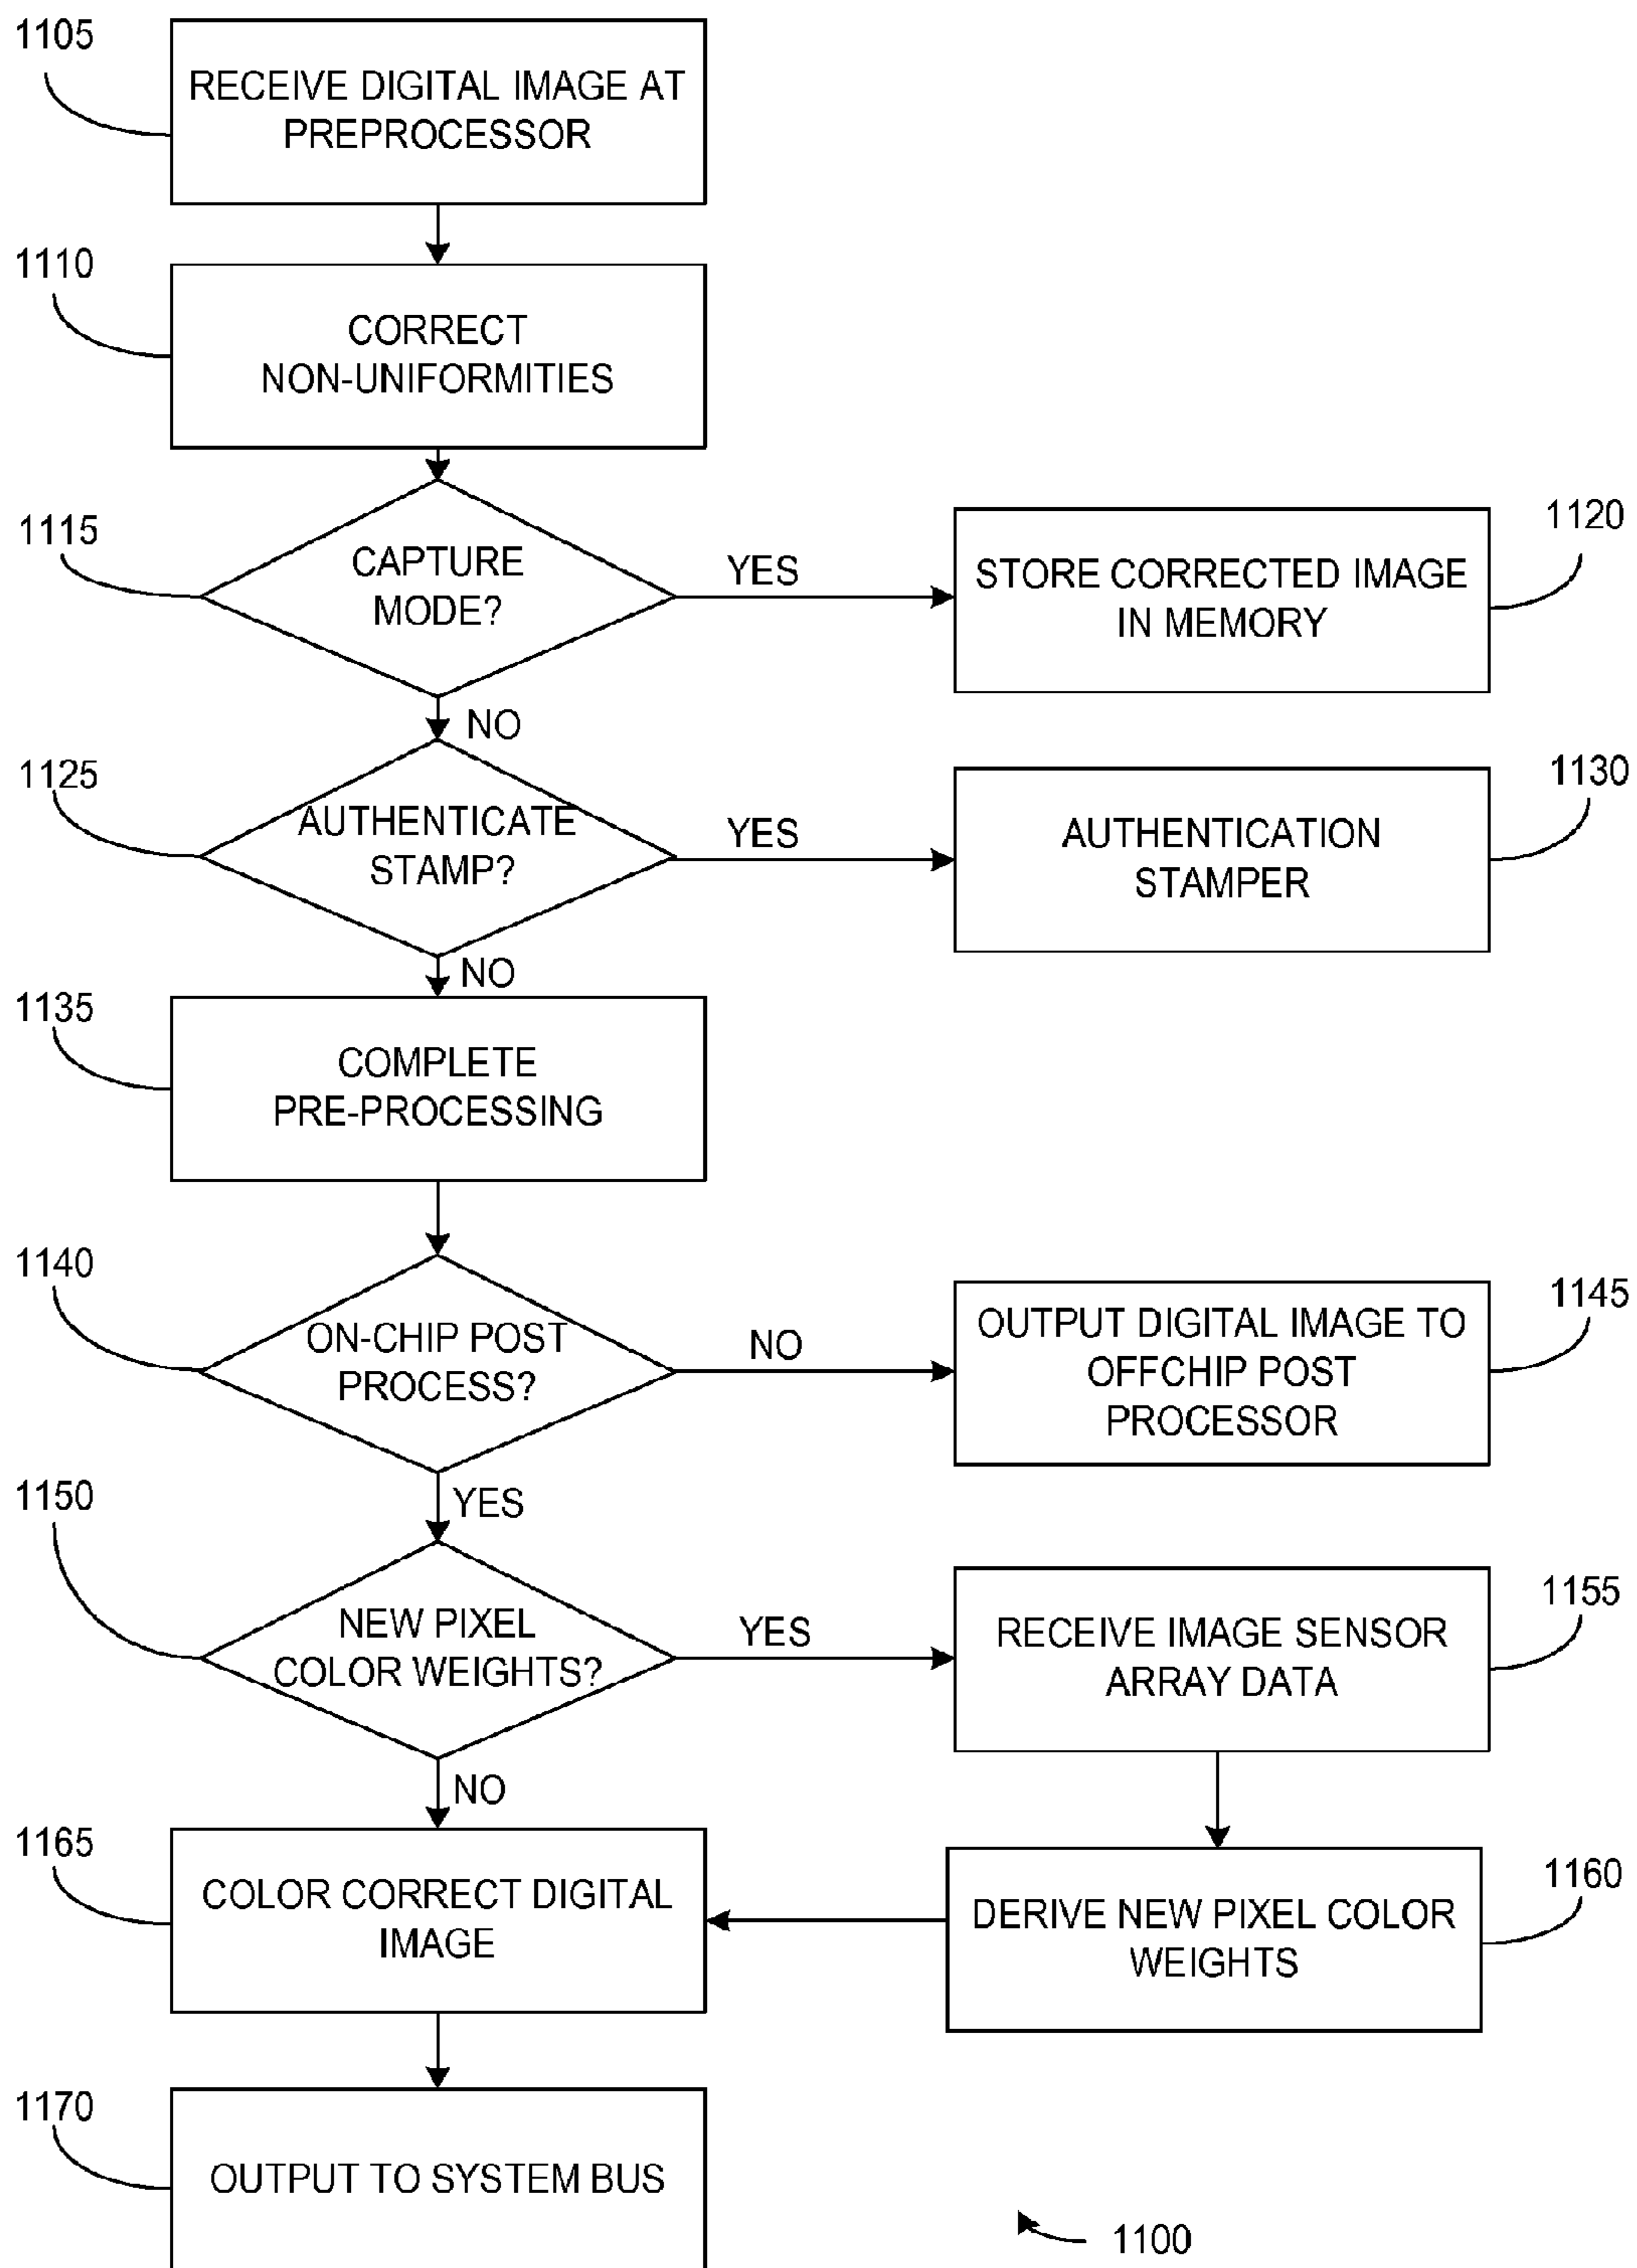 1105
RECEIVE DIGITAL IMAGE AT
PREPROCESSOR
1110
CORRECT
NON-UNIFORMITIES
1115
CAPTURE
MODE?
YES
STORE CORRECTED IMAGE
IN MEMORY
1120
NO
1125
AUTHENTICATE
STAMP?
YES
AUTHENTICATION
STAMPER
1130
NO
1135
COMPLETE
PRE-PROCESSING
1140
ON-CHIP POST
PROCESS?
NO
OUTPUT DIGITAL IMAGE TO
OFFCHIP POST
PROCESSOR
1145
YES
1150
NEW PIXEL
COLOR WEIGHTS?
YES
RECEIVE IMAGE SENSOR
ARRAY DATA
1155
NO
1165
COLOR CORRECT DIGITAL
IMAGE
DERIVE NEW PIXEL COLOR
WEIGHTS
1160
1170
OUTPUT TO SYSTEM BUS
1100